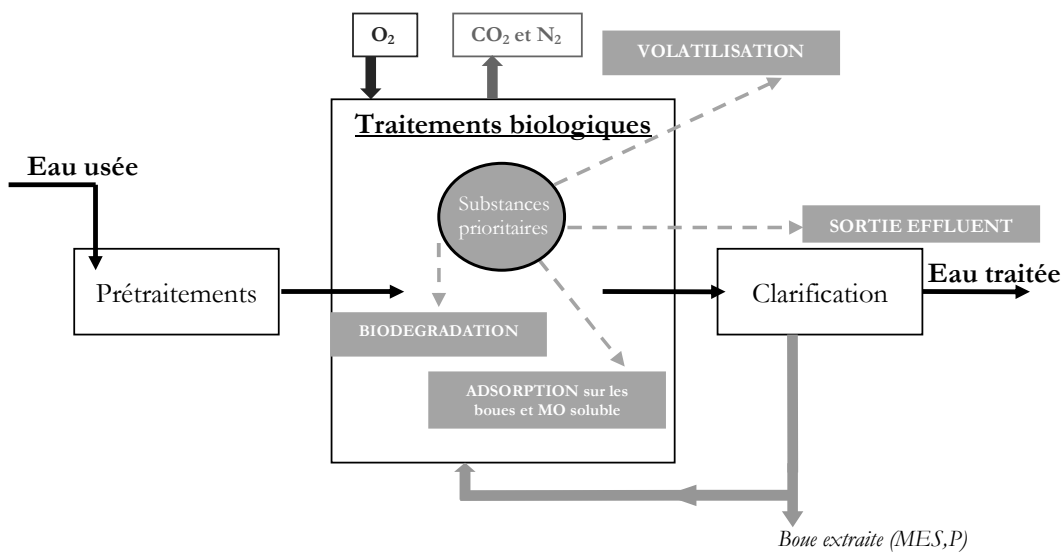 O₂
CO₂ et N₂
VOLATILISATION
Traitements biologiques
Eau usée
Substances
prioritaires
SORTIE EFFLUENT
Eau traitée
Prétraitements
Clarification
BIODEGRADATION
ADSORPTION sur les
boues et MO soluble
Boue extraite (MES,P)